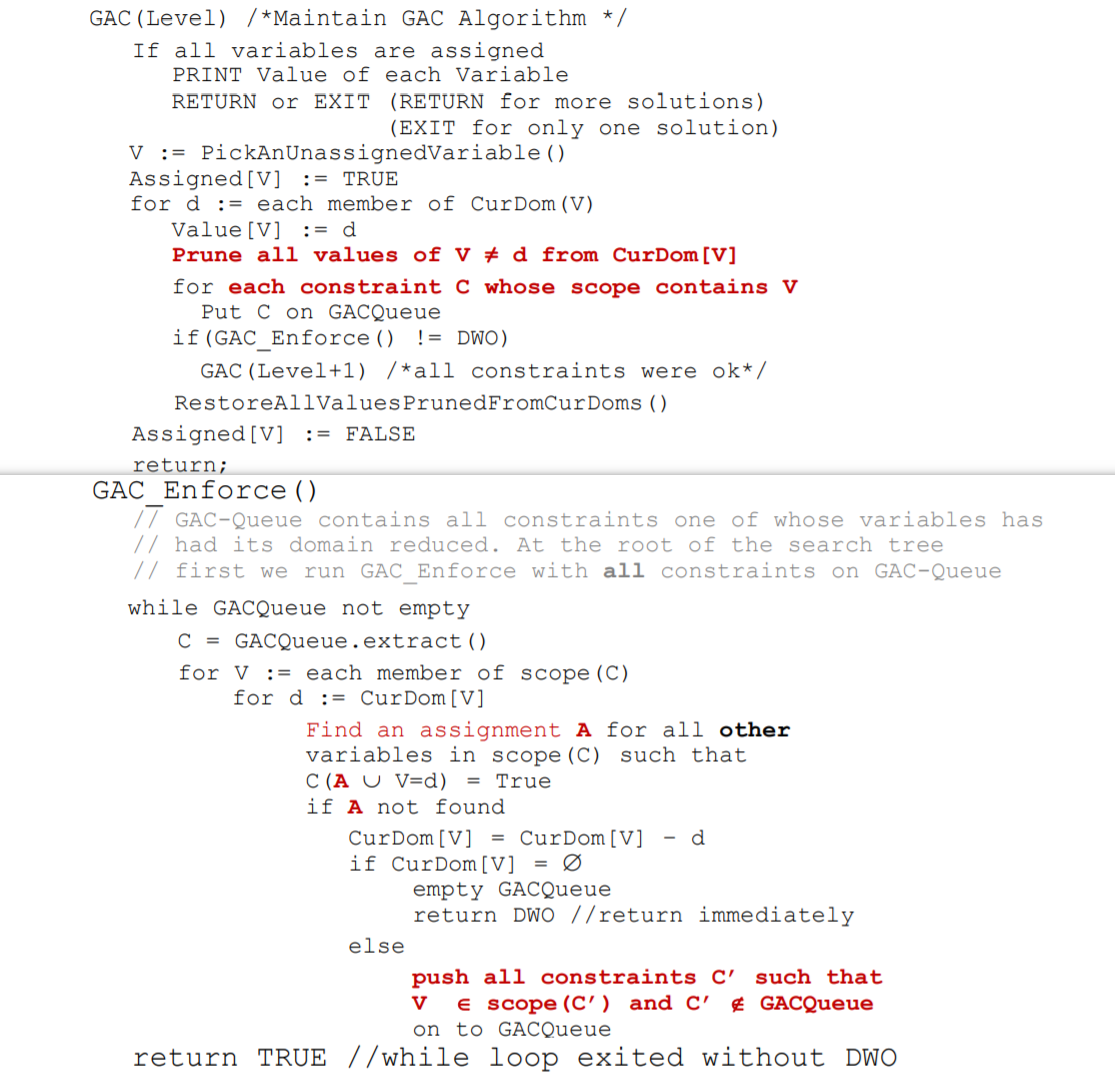 GAC(Level) /*Maintain GAC Algorithm */
If all variables are assigned
PRINT Value of each Variable
RETURN or EXIT (RETURN for more solutions)
(EXIT for only one solution)
V := PickAnUnassignedVariable()
Assigned[V] := TRUE
for d := each member of CurDom(V)
Value[V] := d
Prune all values of V ≠ d from CurDom[V]
for each constraint C whose scope contains V
Put C on GACQueue
if(GAC_Enforce() != DWO)
GAC(Level+1) /*all constraints were ok*/
RestoreAllValuesPrunedFromCurDoms()
Assigned[V] := FALSE
return;
GAC_Enforce()
// GAC-Queue contains all constraints one of whose variables has
// had its domain reduced. At the root of the search tree
// first we run GAC_Enforce with all constraints on GAC-Queue
while GACQueue not empty
C = GACQueue.extract()
for V := each member of scope(C)
for d := CurDom[V]
Find an assignment A for all other
variables in scope(C) such that
C(A ∪ V=d) = True
if A not found
CurDom[V] = CurDom[V] – d
if CurDom[V] = ∅
empty GACQueue
return DWO //return immediately
else
push all constraints C’ such that
V ∈ scope(C’) and C’ ∉ GACQueue
on to GACQueue
return TRUE //while loop exited without DWO